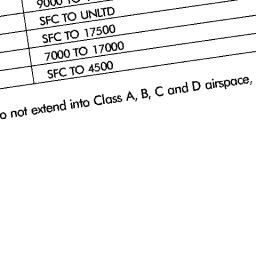 9000 TO
SFC TO UNLTD
SFC TO 17500
7000 TO 17000
SFC TO 4500
o not extend into Class A, B, C and D airspace,